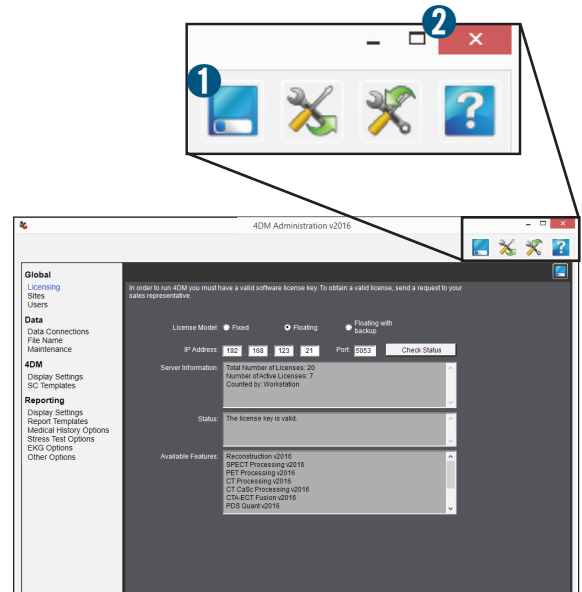 2
1
?
4DM Administration v2016
?
Global
Licensing
Sites
Users
Data
Data Connections
File Name
Maintenance
4DM
Display Settings
SC Templates
Reporting
Display Settings
Report Templates
Medical History Options
Stress Test Options
EKG Options
Other Options
In order to run 4DM you must have a valid software license key. To obtain a valid license, send a request to your
sales representative.
License Model: Fixed Floating Floating with
backup
IP Address: 192 . 168 . 123 . 21 Port: 5053 Check Status
Server Information: Total Number of Licenses: 20
Number of Active Licenses: 7
Counted by: Workstation
Status: The license key is valid.
Available Features: Reconstruction v2016
SPECT Processing v2016
PET Processing v2016
CT Processing v2016
CT CaSc Processing v2016
CTA-ECT Fusion v2016
PDS Quant v2016